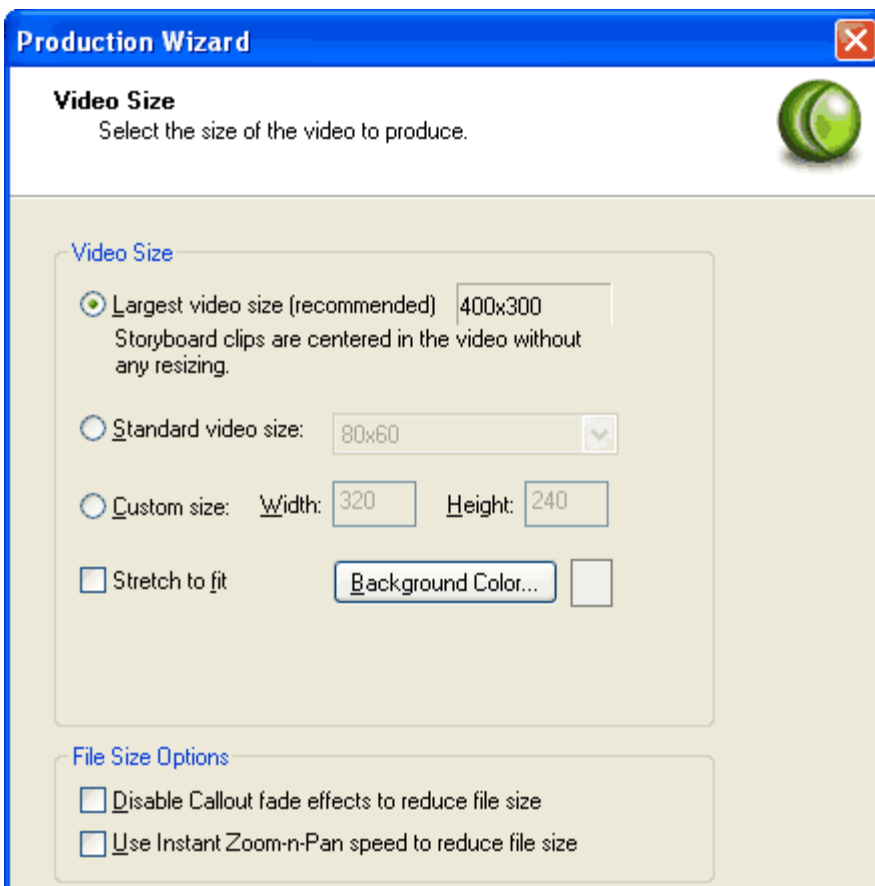 Production Wizard
Video Size
Select the size of the video to produce.
Video Size
Largest video size (recommended) 400x300
Storyboard clips are centered in the video without
any resizing.
Standard video size: 80x60
Custom size: Width: 320 Height: 240
Stretch to fit Background Color...
File Size Options
Disable Callout fade effects to reduce file size
Use Instant Zoom-n-Pan speed to reduce file size